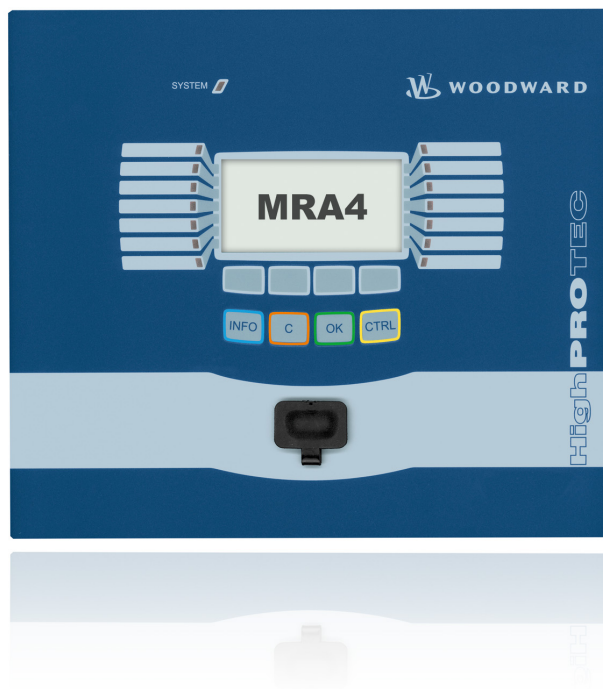 SYSTEM
WOODWARD
MRA4
INFO
C
OK
CTRL
HighPROTEC